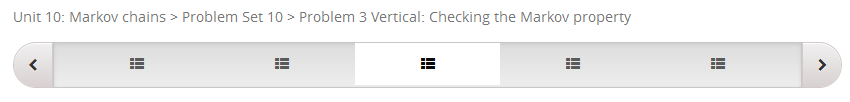 Unit 10: Markov chains > Problem Set 10 > Problem 3 Vertical: Checking the Markov property